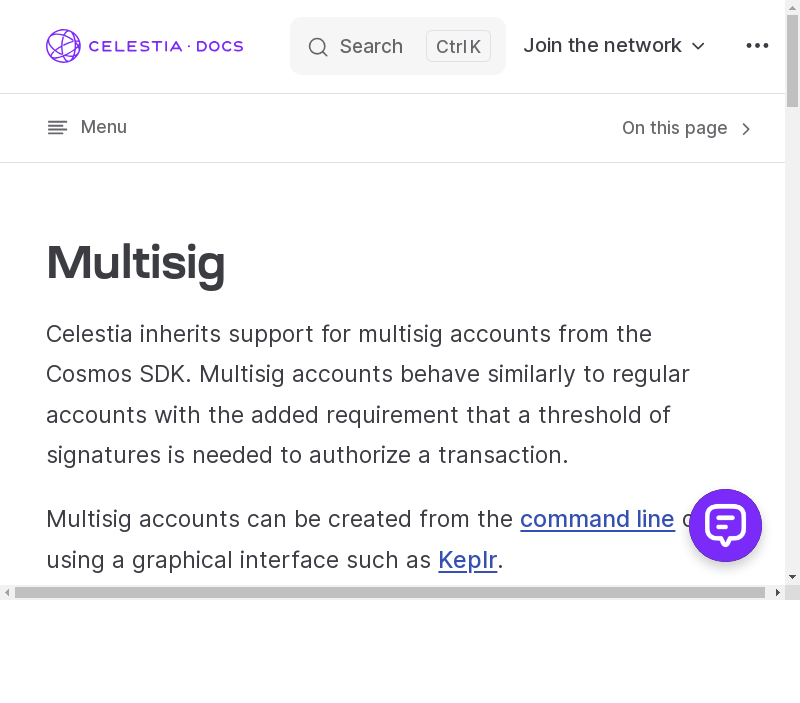 CELESTIA · DOCS
Search
Ctrl K
Join the network
Menu
On this page
Multisig
Celestia inherits support for multisig accounts from the
Cosmos SDK. Multisig accounts behave similarly to regular
accounts with the added requirement that a threshold of
signatures is needed to authorize a transaction.
Multisig accounts can be created from the command line
using a graphical interface such as Keplr.